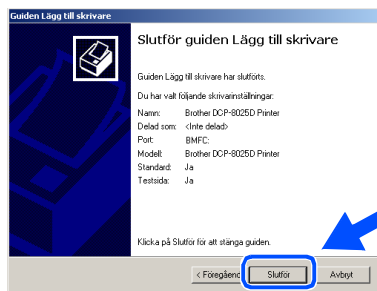 Guiden Lägg till skrivare
Slutför guiden Lägg till skrivare
Guiden Lägg till skrivare har slutförts.
Du har valt följande skrivarinställningar:
Namn: Brother DCP-8025D Printer
Delad som: <Inte delad>
Port: BMFC:
Modell: Brother DCP-8025D Printer
Standard: Ja
Testsida: Ja
Klicka på Slutför för att stänga guiden.
< Föregåend Slutför Avbryt